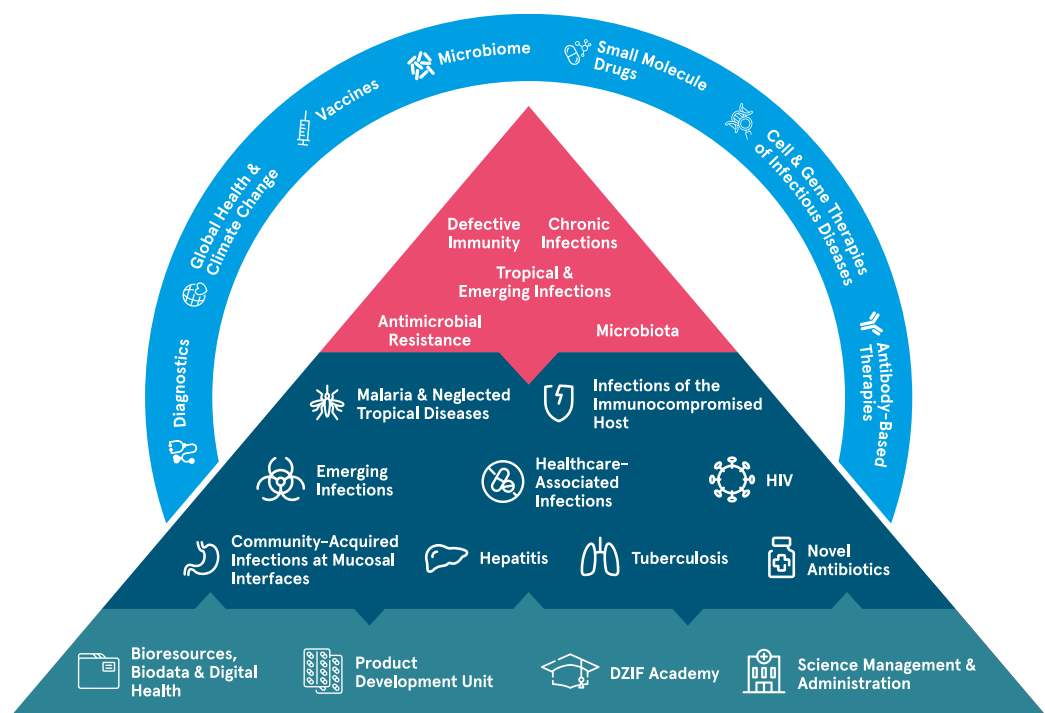 Diagnostics
Global Health &
Climate Change
Vaccines
Microbiome
Small Molecule
Drugs
Cell & Gene Therapies
of Infectious Diseases
Antibody-Based
Therapies
Defective
Immunity
Chronic
Infections
Tropical &
Emerging Infections
Antimicrobial
Resistance
Microbiota
Malaria & Neglected
Tropical Diseases
Infections of the
Immunocompromised
Host
Emerging
Infections
Healthcare-
Associated
Infections
HIV
Community-Acquired
Infections at Mucosal
Interfaces
Hepatitis
Tuberculosis
Novel
Antibiotics
Bioresources,
Biodata & Digital
Health
Product
Development Unit
DZIF Academy
Science Management &
Administration